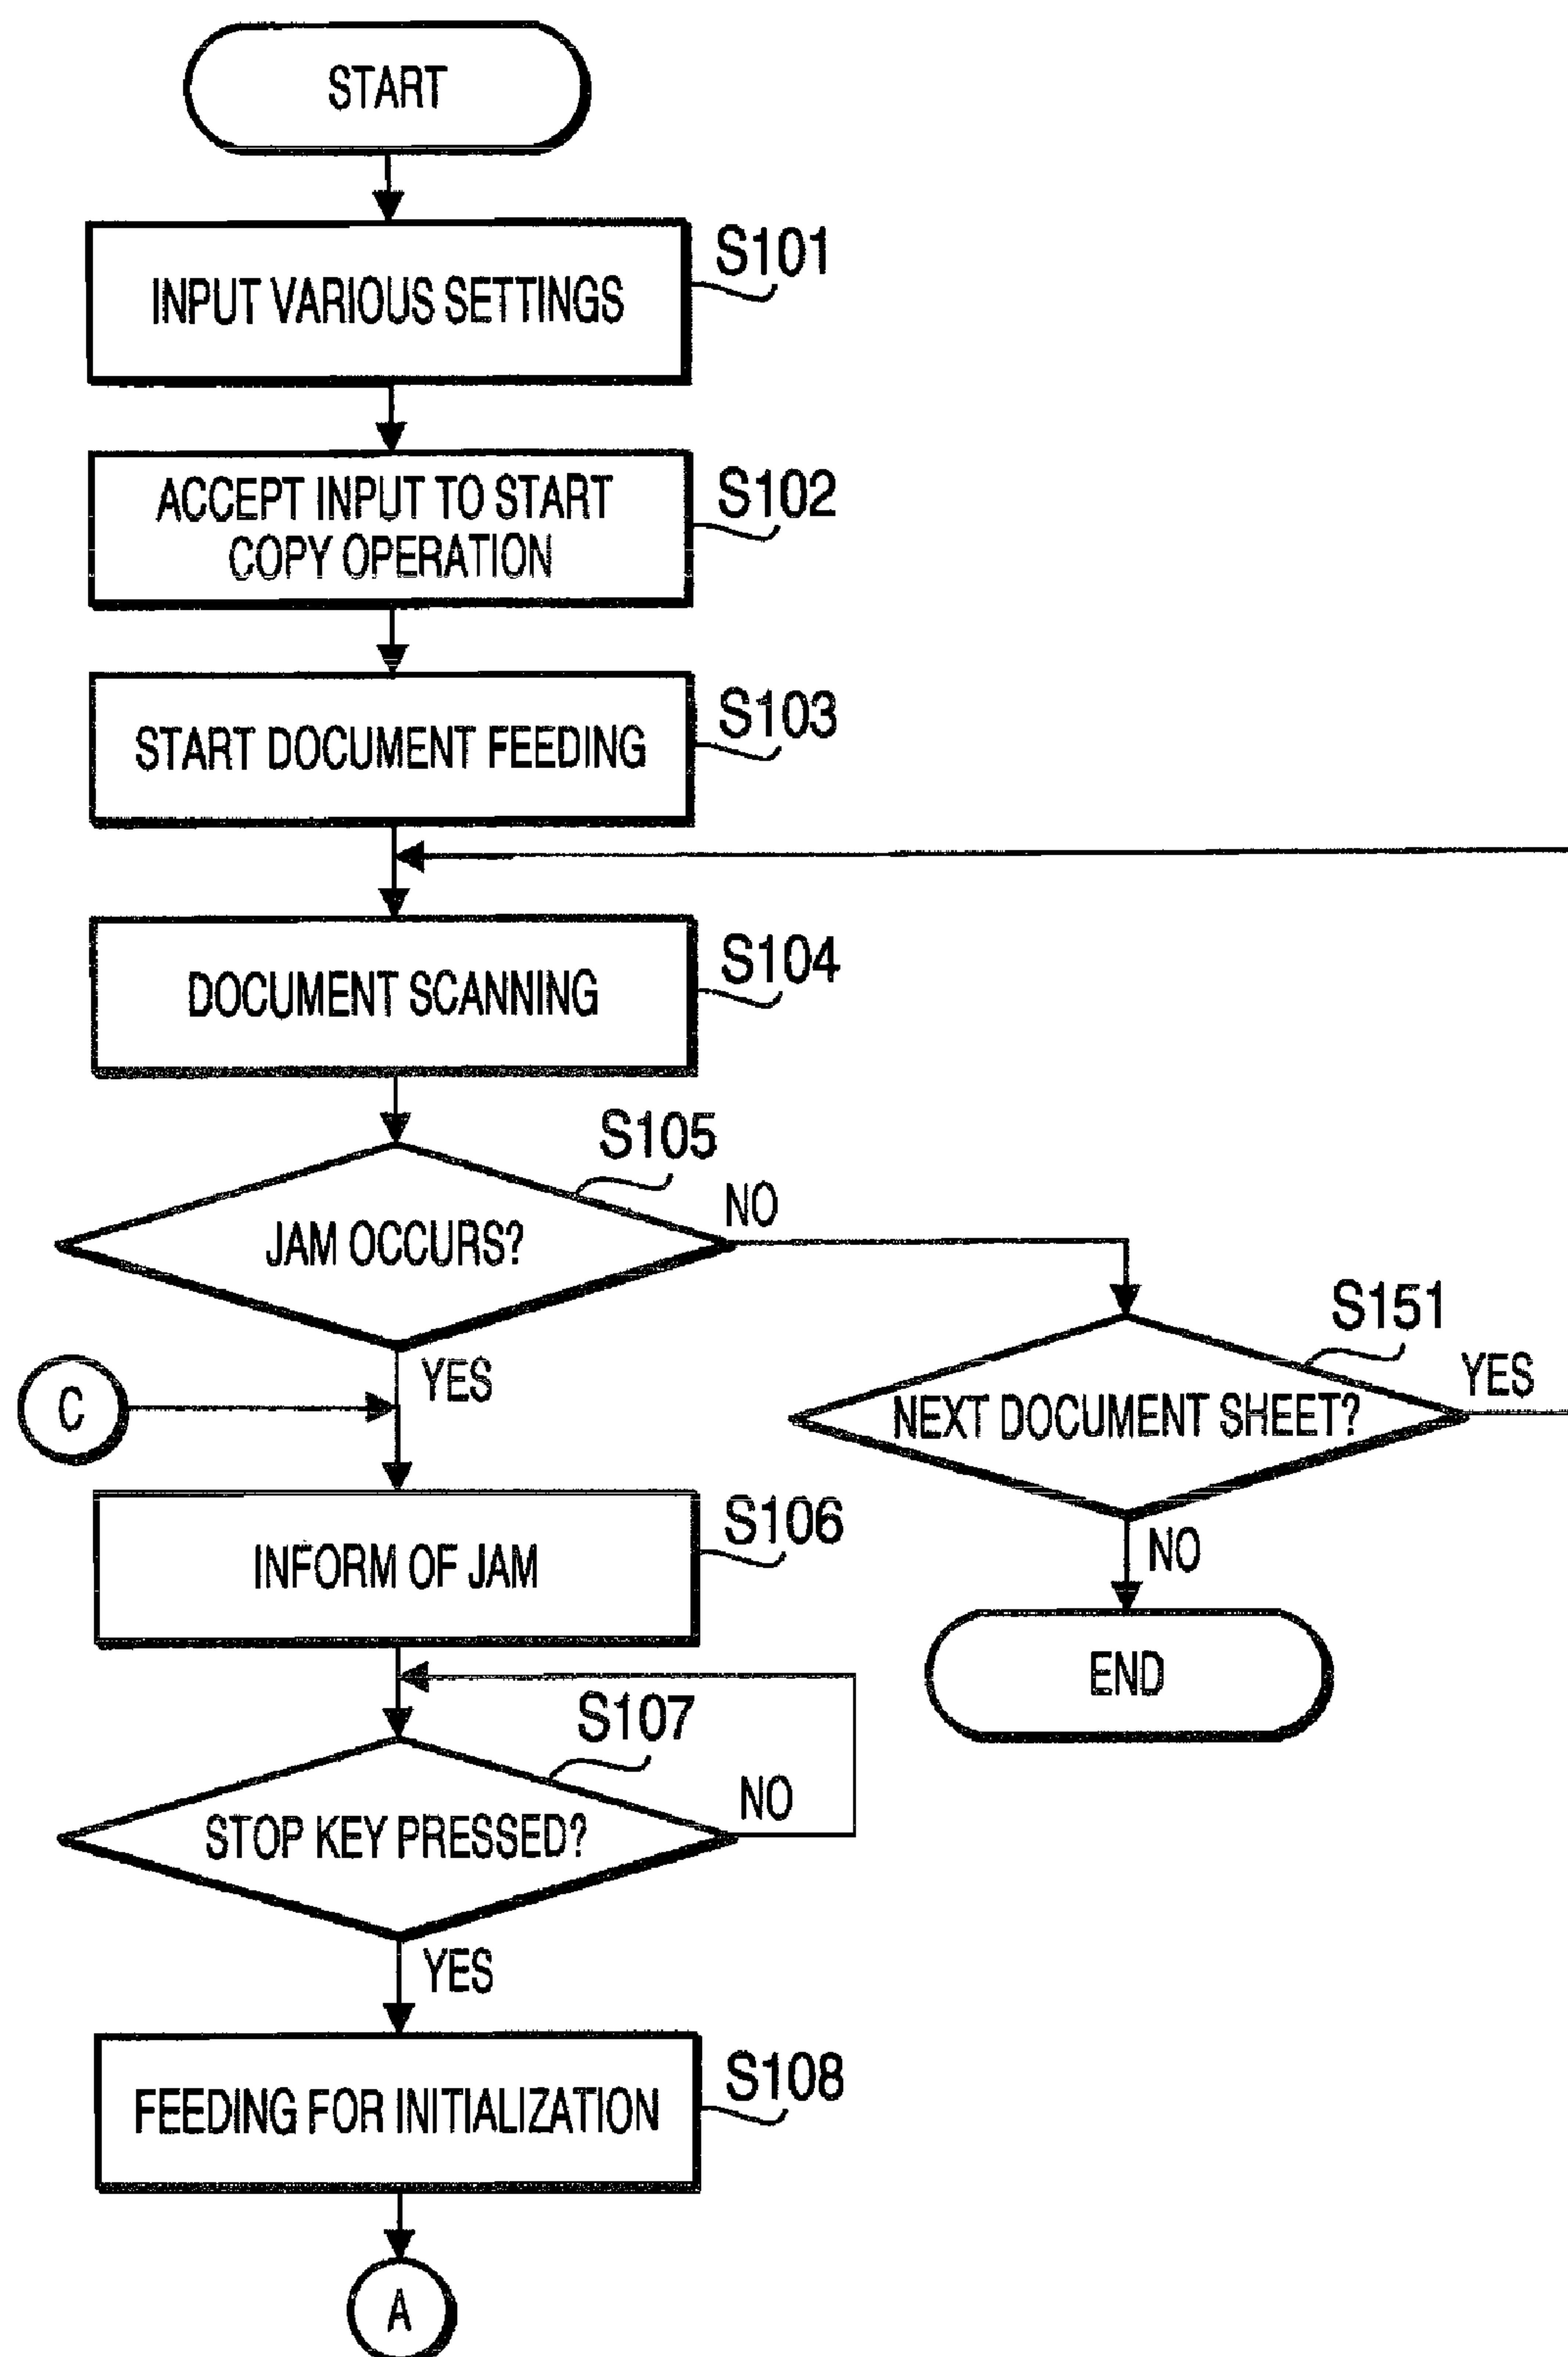 START
INPUT VARIOUS SETTINGS
S101
ACCEPT INPUT TO START
COPY OPERATION
S102
START DOCUMENT FEEDING
S103
DOCUMENT SCANNING
S104
S105
JAM OCCURS?
NO
YES
S151
NEXT DOCUMENT SHEET?
YES
NO
END
C
INFORM OF JAM
S106
S107
STOP KEY PRESSED?
NO
YES
FEEDING FOR INITIALIZATION
S108
A